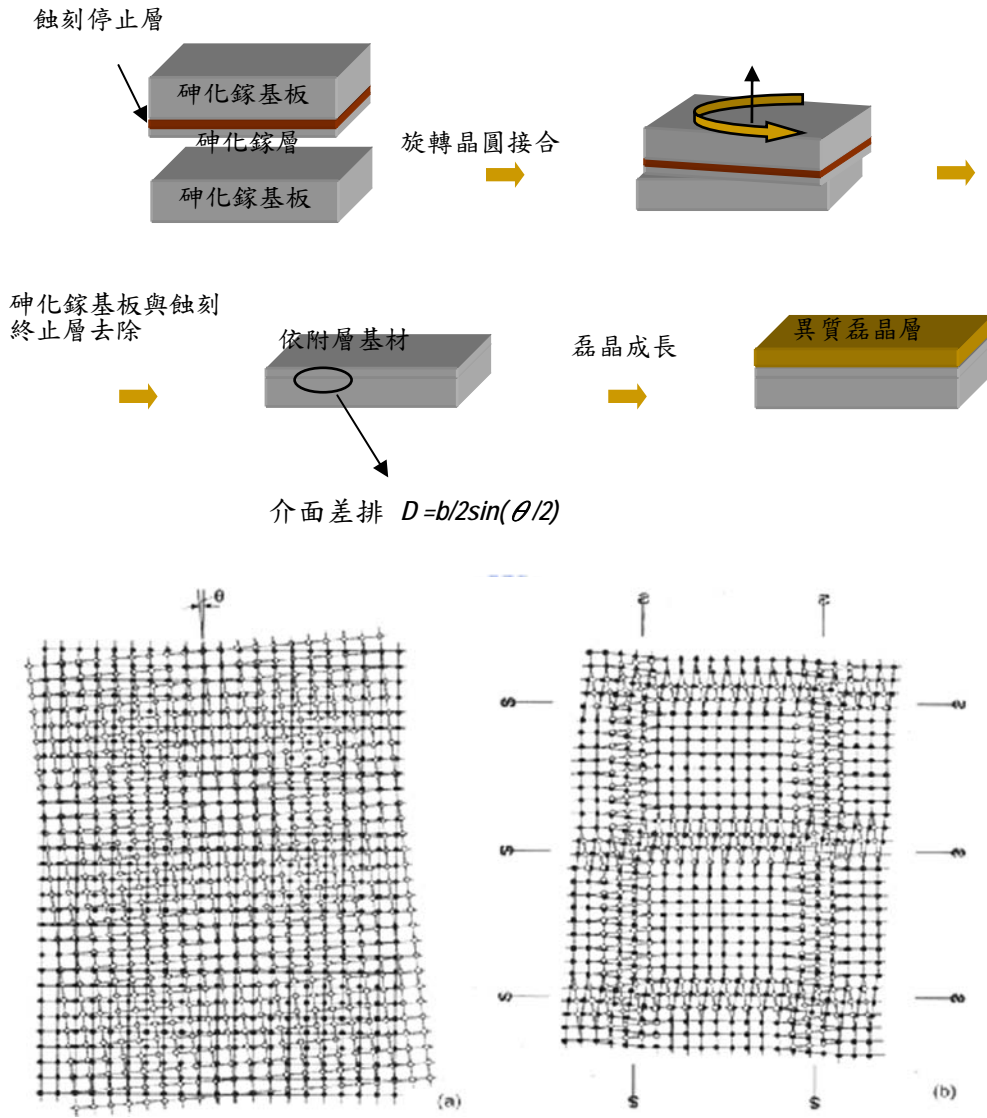 蝕刻停止層
砷化鎵基板
砷化鎵層
砷化鎵基板
旋轉晶圓接合
砷化鎵基板與蝕刻
終止層去除
依附層基材
磊晶成長
異質磊晶層
介面差排 D =b/2sin(θ/2)
θ
S S
S S
S S
S S
S S
(a) (b)